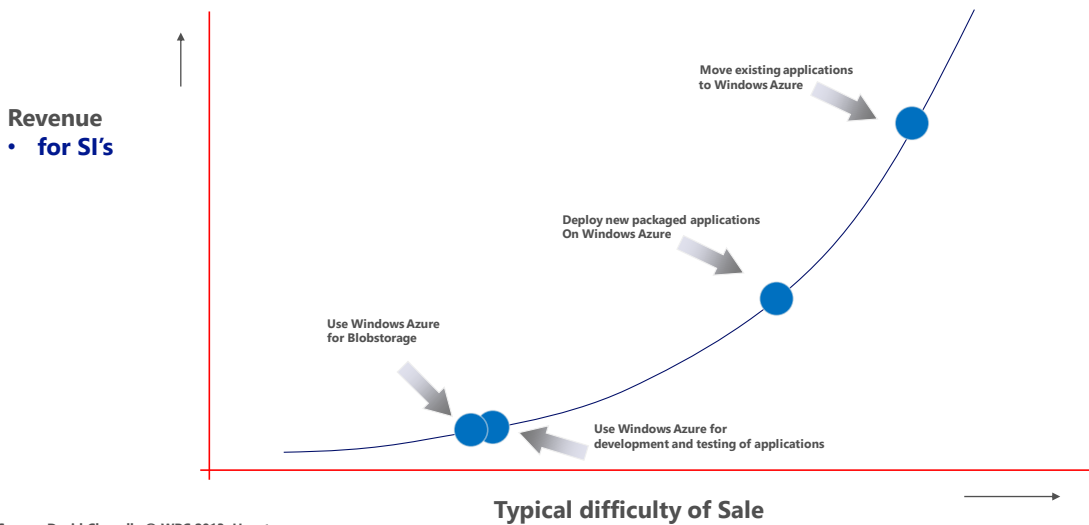 Move existing applications
to Windows Azure
Revenue
• for SI's
Deploy new packaged applications
On Windows Azure
Use Windows Azure
for Blobstorage
Use Windows Azure for
development and testing of applications
Typical difficulty of Sale